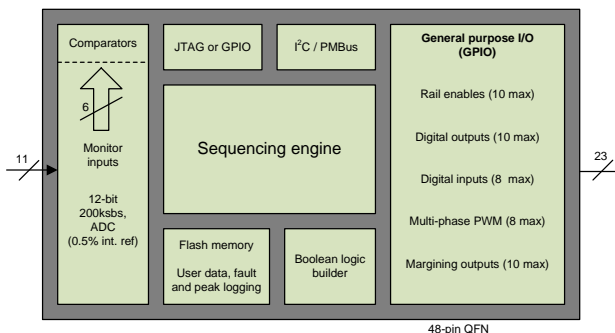 Comparators
6
Monitor
inputs
12-bit
200ksbs,
ADC
(0.5% int. ref)
11
JTAG or GPIO
I²C / PMBus
Sequencing engine
Flash memory
User data, fault
and peak logging
Boolean logic
builder
General purpose I/O
(GPIO)
Rail enables (10 max)
Digital outputs (10 max)
Digital inputs (8  max)
Multi-phase PWM (8 max)
Margining outputs (10 max)
23
48-pin QFN